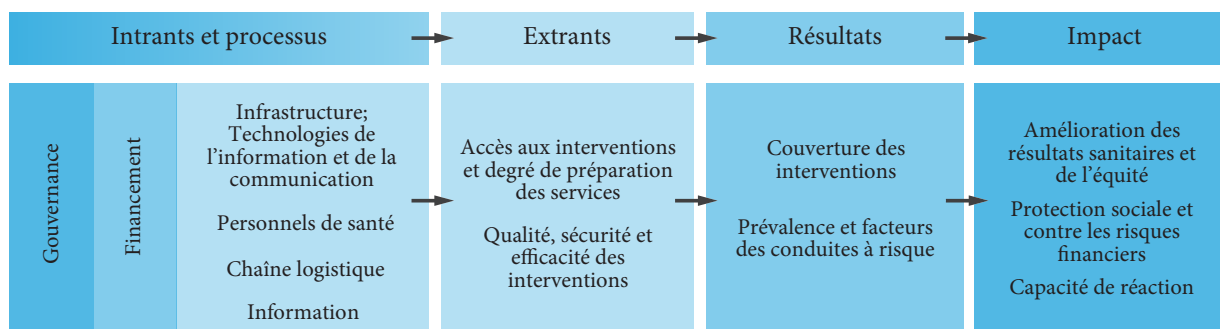 Intrants et processus
Extrants
Résultats
Impact
Gouvernance
Financement
Infrastructure;
Technologies de
l'information et de la
communication
Personnels de santé
Chaîne logistique
Information
Accès aux interventions
et degré de préparation
des services
Qualité, sécurité et
efficacité des
interventions
Couverture des
interventions
Prévalence et facteurs
des conduites à risque
Amélioration des
résultats sanitaires et
de l'équité
Protection sociale et
contre les risques
financiers
Capacité de réaction